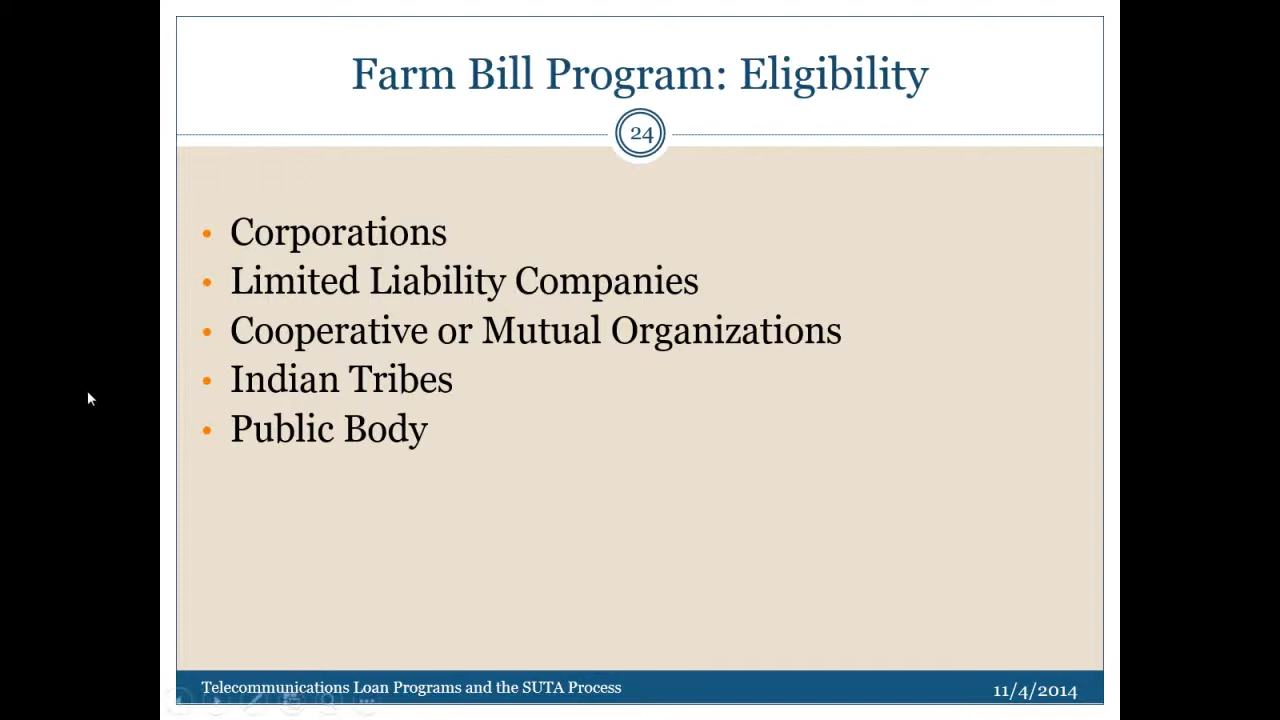 Farm Bill Program: Eligibility
24
• Corporations
• Limited Liability Companies
• Cooperative or Mutual Organizations
• Indian Tribes
• Public Body
Telecommunications Loan Programs and the SUTA Process
11/4/2014